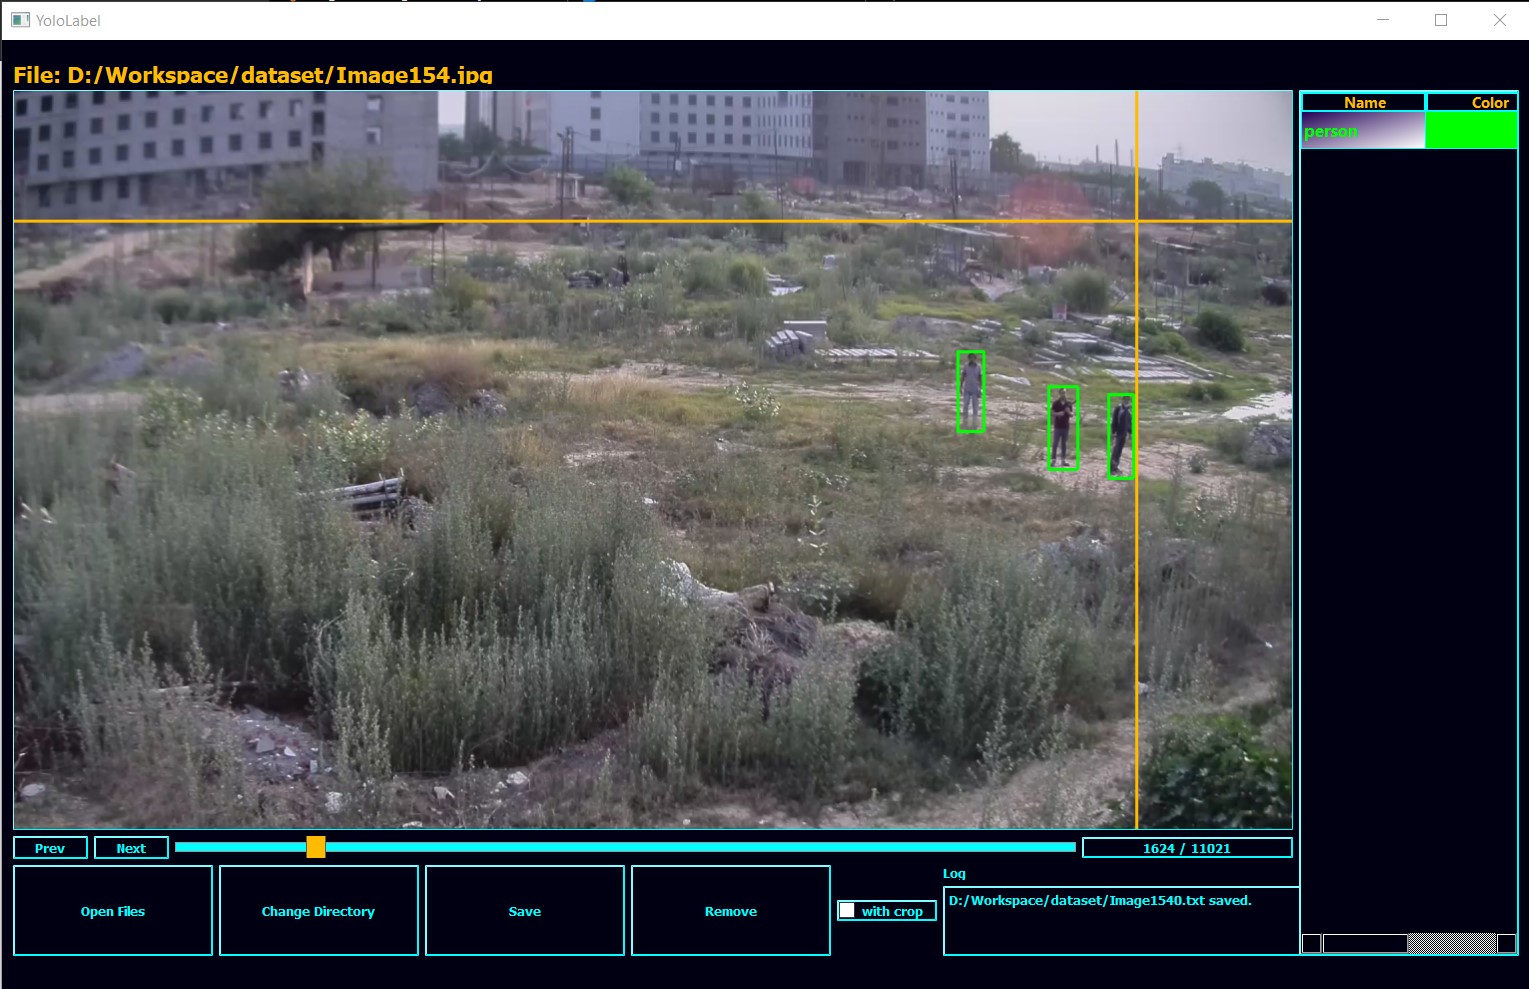 YoloLabel
File: D:/Workspace/dataset/Image154.jpg
Name Color
person
Prev Next 1624 / 11021
Log
Open Files Change Directory Save Remove with crop
D:/Workspace/dataset/Image1540.txt saved.